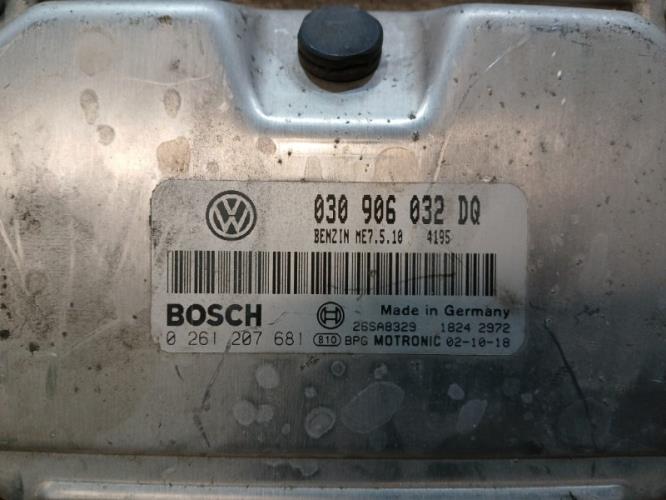 030 906 032 DQ
BENZIN ME7.5.10 4195
BOSCH Made in Germany
26SA8329 1824 2972
0 261 207 681 810 BPG MOTRONIC 02-10-18